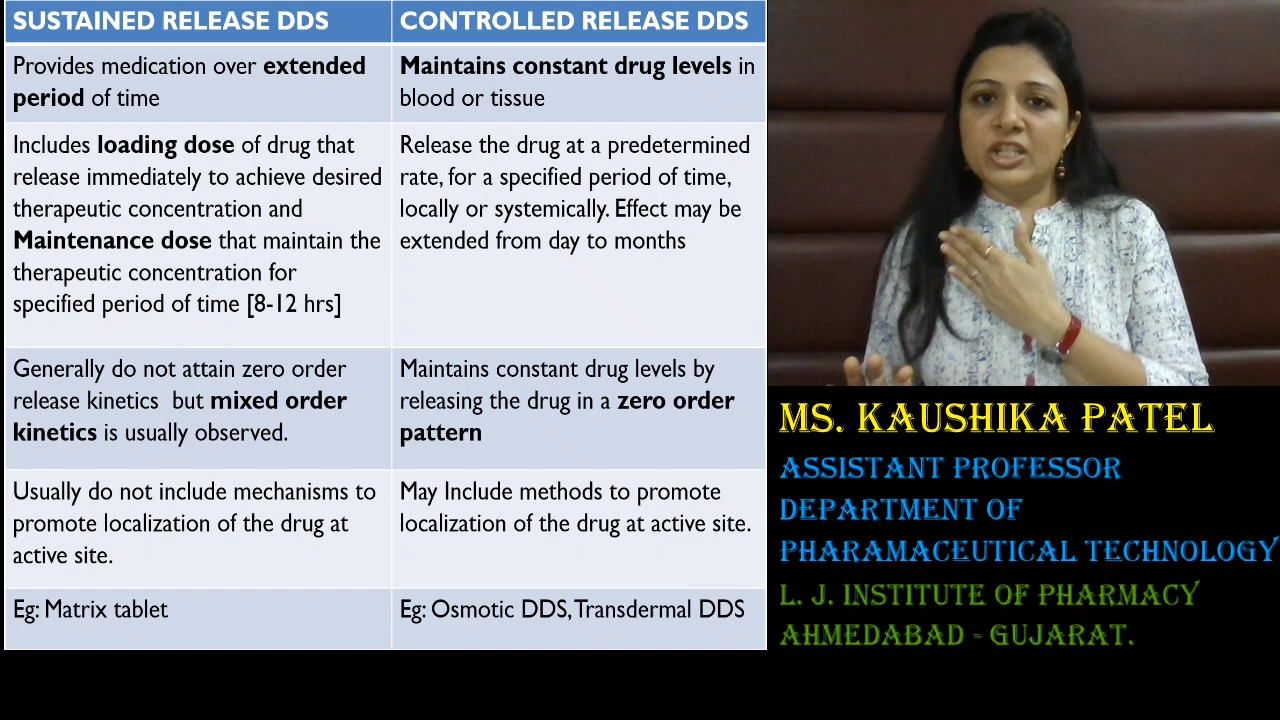 SUSTAINED RELEASE DDS
CONTROLLED RELEASE DDS
Provides medication over extended
period of time
Maintains constant drug levels in
blood or tissue
Includes loading dose of drug that
release immediately to achieve desired
therapeutic concentration and
Maintenance dose that maintain the
therapeutic concentration for
specified period of time [8-12 hrs]
Release the drug at a predetermined
rate, for a specified period of time,
locally or systemically. Effect may be
extended from day to months
Generally do not attain zero order
release kinetics but mixed order
kinetics is usually observed.
Maintains constant drug levels by
releasing the drug in a zero order
pattern
Usually do not include mechanisms to
promote localization of the drug at
active site.
May Include methods to promote
localization of the drug at active site.
Eg: Matrix tablet
Eg: Osmotic DDS, Transdermal DDS
MS. KAUSHIKA PATEL
ASSISTANT PROFESSOR
DEPARTMENT OF
PHARAMACEUTICAL TECHNOLOGY
L. J. INSTITUTE OF PHARMACY
AHMEDABAD - GUJARAT.